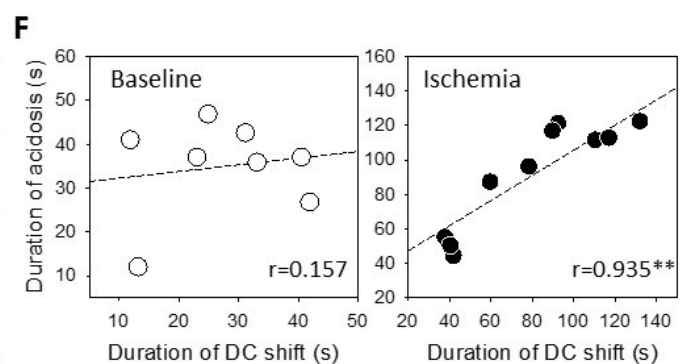 F
Baseline
Ischemia
Duration of acidosis (s)
60
50
40
30
20
10
r=0.157
10 20 30 40 50
Duration of DC shift (s)
160
140
120
100
80
60
40
20
r=0.935**
20 40 60 80 100 120 140
Duration of DC shift (s)